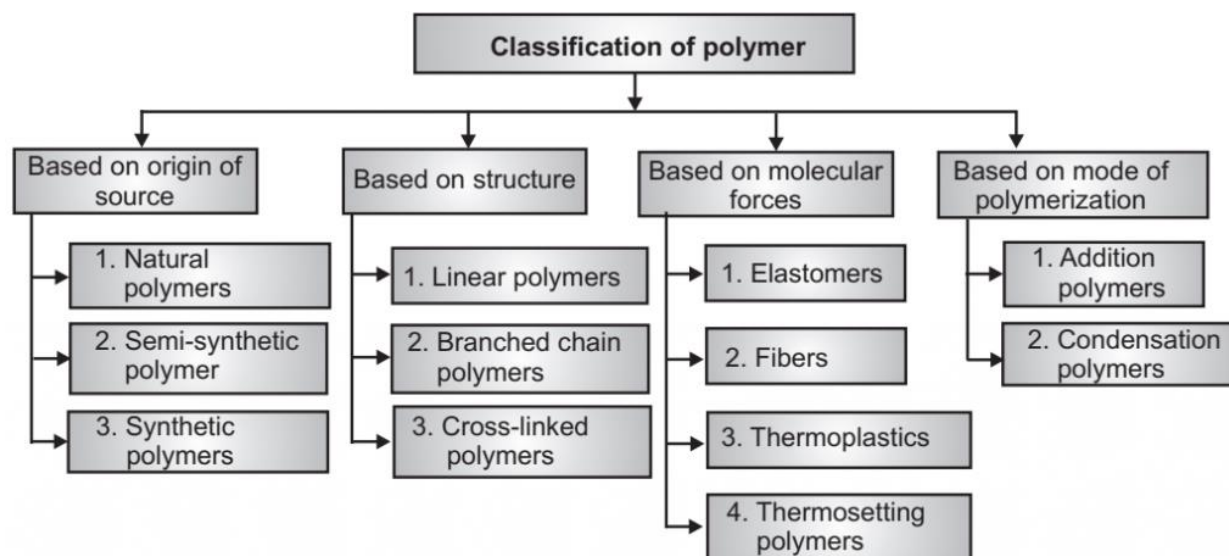 Classification of polymer
Based on origin of
source
Based on structure
Based on molecular
forces
Based on mode of
polymerization
1. Natural
polymers
2. Semi-synthetic
polymer
3. Synthetic
polymers
1. Linear polymers
2. Branched chain
polymers
3. Cross-linked
polymers
1. Elastomers
2. Fibers
3. Thermoplastics
4. Thermosetting
polymers
1. Addition
polymers
2. Condensation
polymers